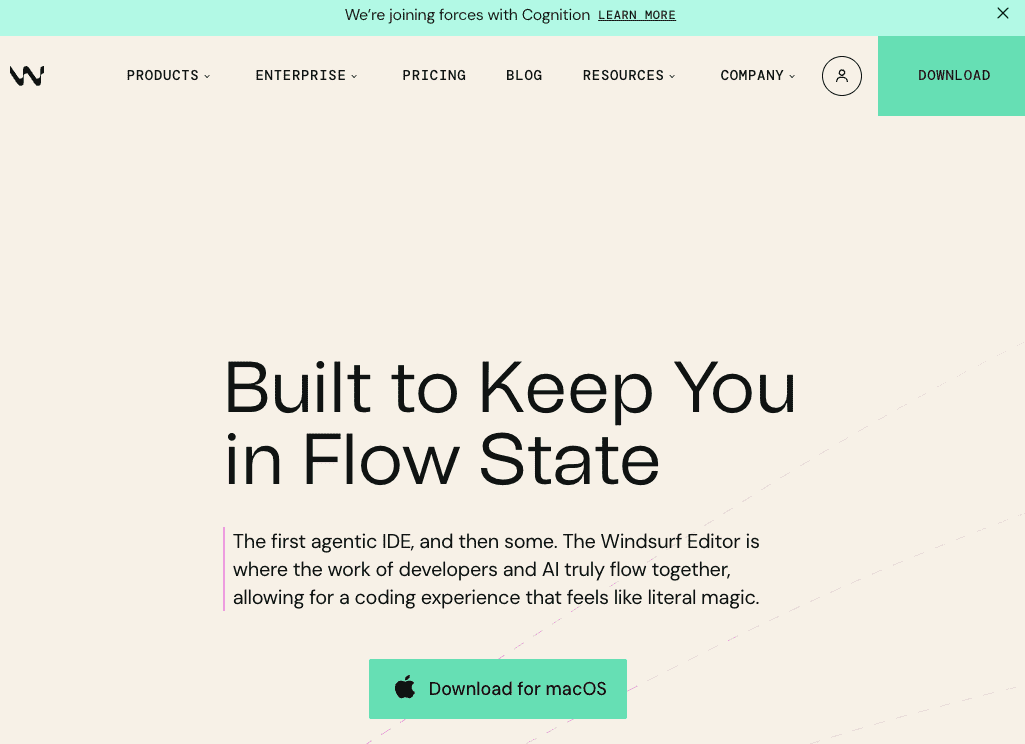 We're joining forces with Cognition LEARN MORE
PRODUCTS ENTERPRISE PRICING BLOG RESOURCES COMPANY DOWNLOAD
Built to Keep You
in Flow State
The first agentic IDE, and then some. The Windsurf Editor is
where the work of developers and AI truly flow together,
allowing for a coding experience that feels like literal magic.
Download for macOS